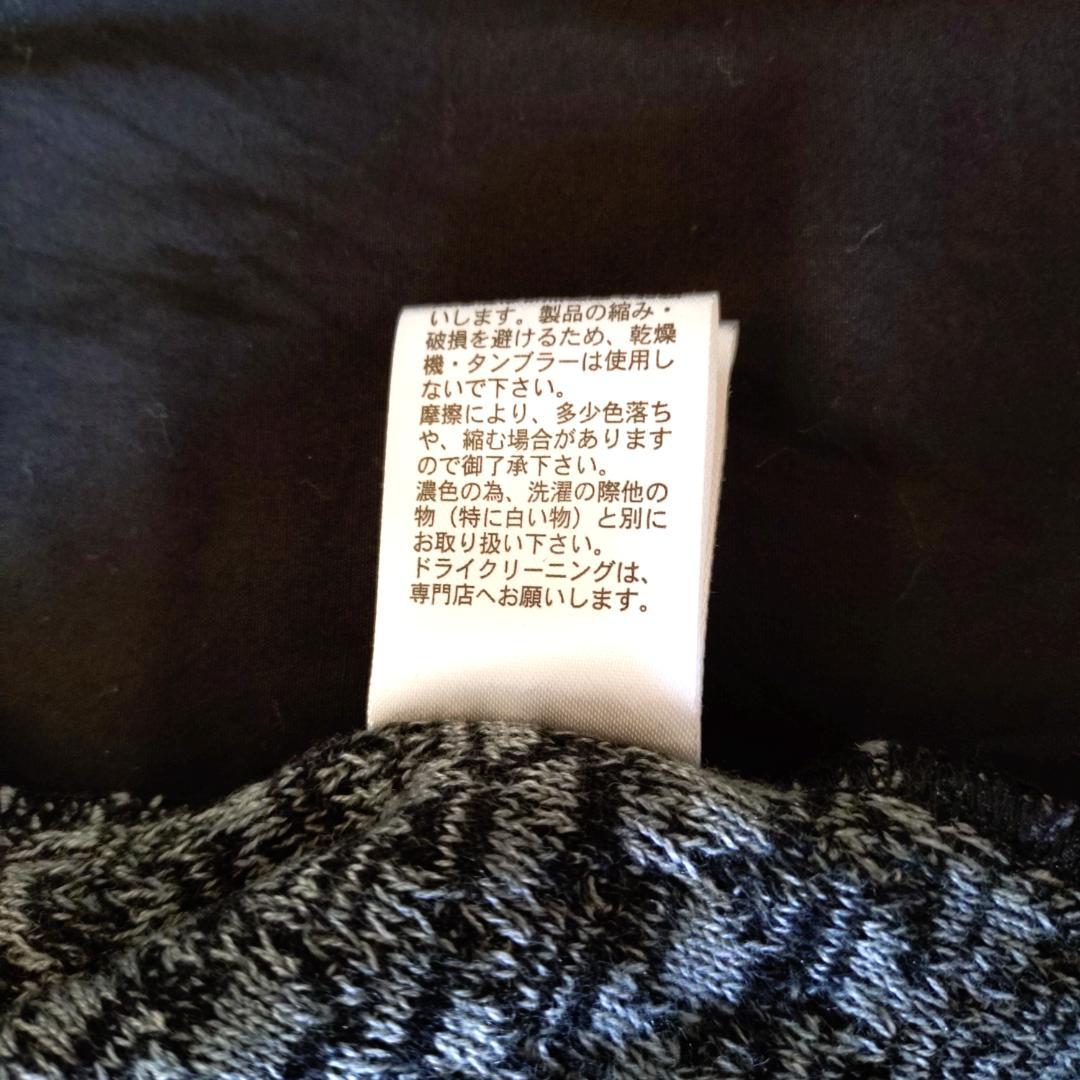 いします。製品の縮み・
破損を避けるため、乾燥
機・タンブラーは使用し
ないで下さい。
摩擦により、多少色落ち
や、縮む場合があります
ので御了承下さい。
濃色の為、洗濯の際他の
物（特に白い物）と別に
お取り扱い下さい。
ドライクリーニングは、
専門店へお願いします。